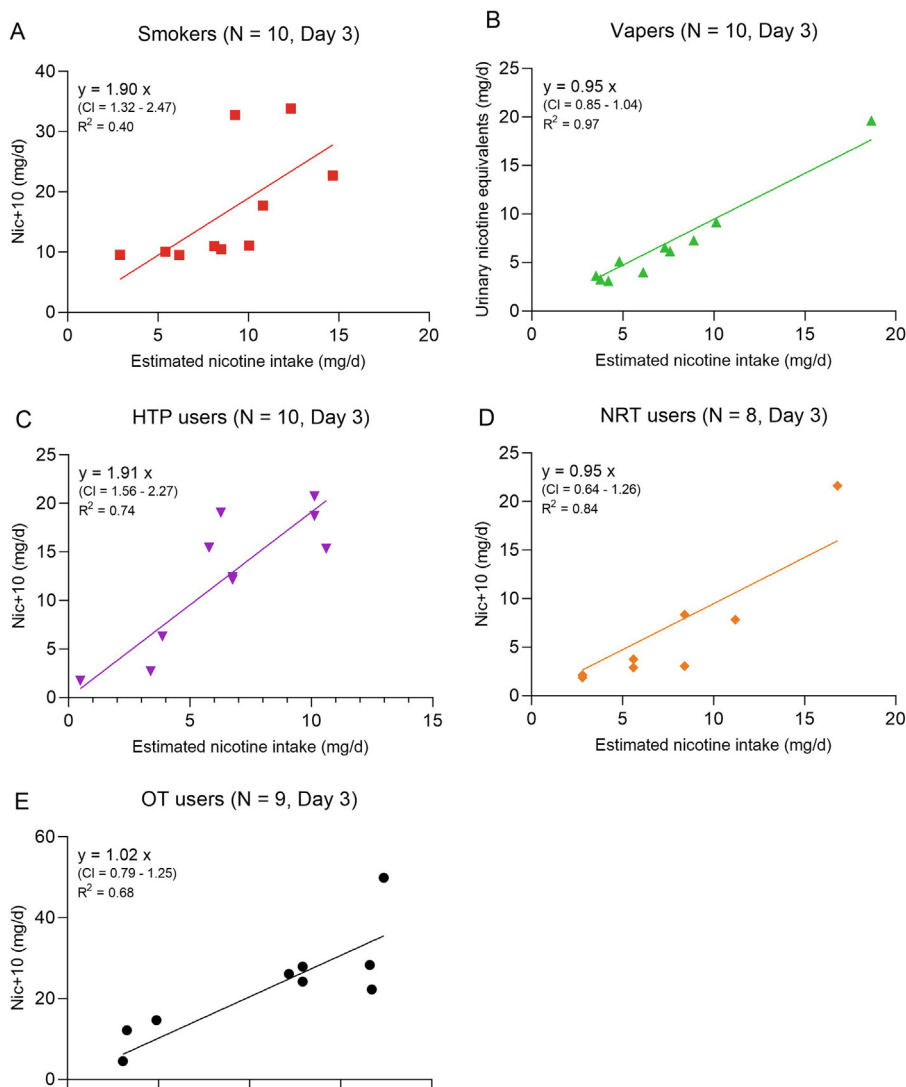 A
Smokers (N = 10, Day 3)
y = 1.90 x
(CI = 1.32 - 2.47)
R² = 0.40
Nic+10 (mg/d)
40
30
20
10
0
0 5 10 15 20
Estimated nicotine intake (mg/d)
B
Vapers (N = 10, Day 3)
y = 0.95 x
(CI = 0.85 - 1.04)
R² = 0.97
Urinary nicotine equivalents (mg/d)
25
20
15
10
5
0
0 5 10 15 20
Estimated nicotine intake (mg/d)
C
HTP users (N = 10, Day 3)
y = 1.91 x
(CI = 1.56 - 2.27)
R² = 0.74
Nic+10 (mg/d)
25
20
15
10
5
0
0 5 10 15
Estimated nicotine intake (mg/d)
D
NRT users (N = 8, Day 3)
y = 0.95 x
(CI = 0.64 - 1.26)
R² = 0.84
Nic+10 (mg/d)
25
20
15
10
5
0
0 5 10 15 20
Estimated nicotine intake (mg/d)
E
OT users (N = 9, Day 3)
y = 1.02 x
(CI = 0.79 - 1.25)
R² = 0.68
Nic+10 (mg/d)
60
40
20
0